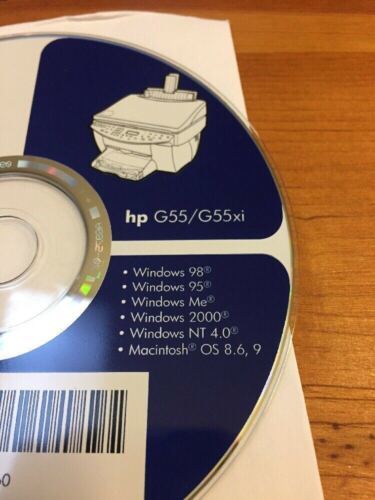 hp G55/G55xi
• Windows 98®
• Windows 95®
• Windows Me®
• Windows 2000®
• Windows NT 4.0®
• Macintosh® OS 8.6, 9